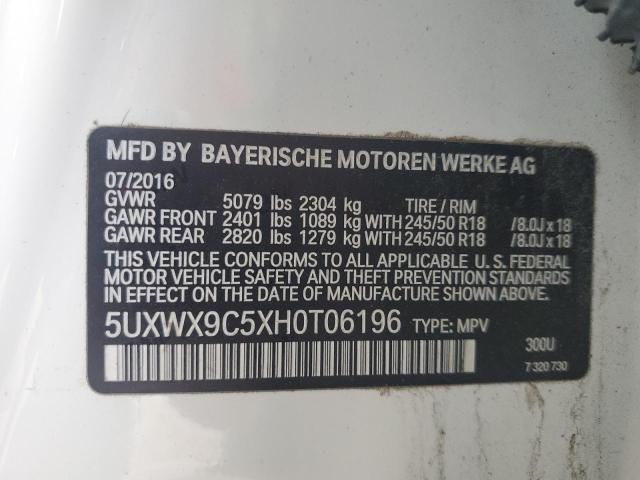 MFD BY BAYERISCHE MOTOREN WERKE AG
07/2016
GVWR 5079 lbs 2304 kg TIRE / RIM
GAWR FRONT 2401 lbs 1089 kg WITH 245/50 R18 /8.0J x 18
GAWR REAR 2820 lbs 1279 kg WITH 245/50 R18 /8.0J x 18
THIS VEHICLE CONFORMS TO ALL APPLICABLE U. S. FEDERAL
MOTOR VEHICLE SAFETY AND THEFT PREVENTION STANDARDS
IN EFFECT ON THE DATE OF MANUFACTURE SHOWN ABOVE.
5UXWX9C5XH0T06196 TYPE: MPV
300U
7 320 730